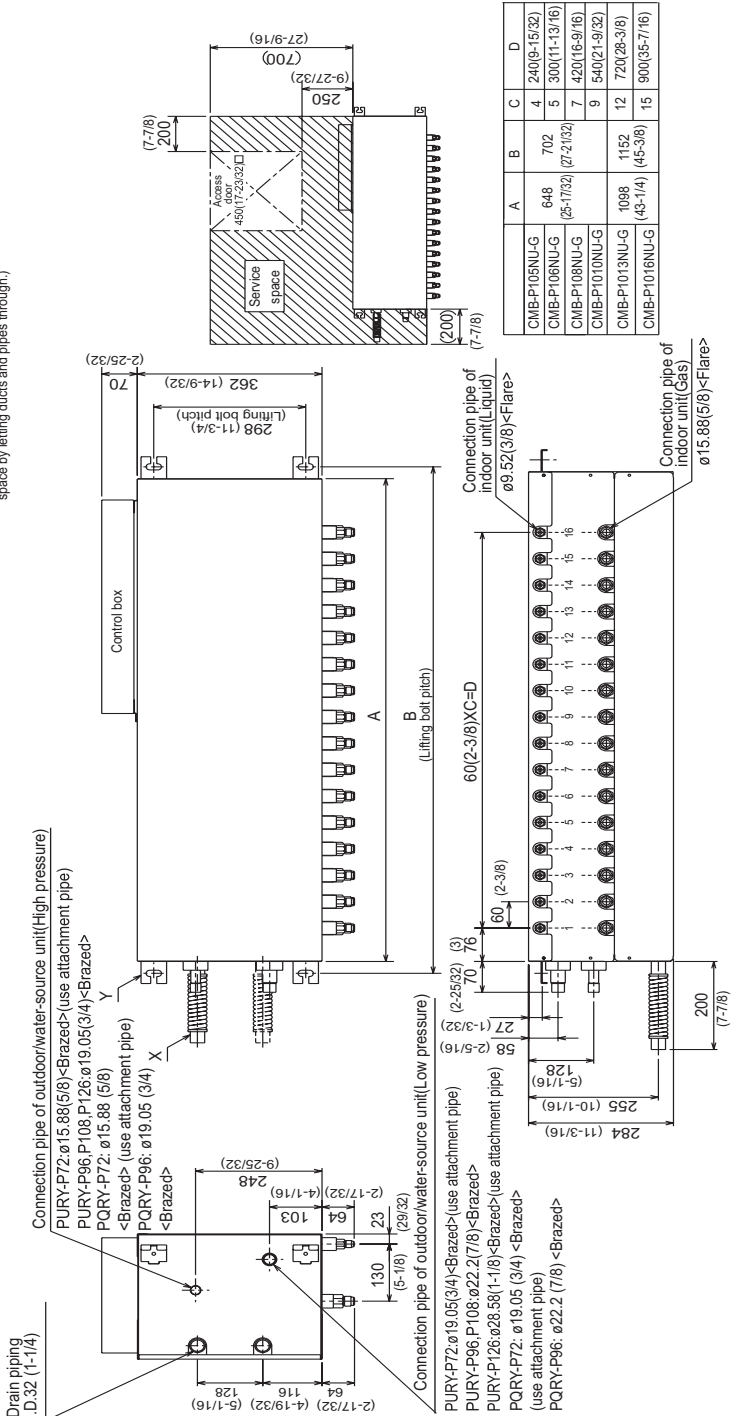 space by letting ducts and pipes through.)
Drain piping
.D.32 (1-1/4)
Connection pipe of outdoor/water-source unit(High pressure)
PURY-P72:ø15.88(5/8)<Brazed>(use attachment pipe)
PURY-P96,P108,P126:ø19.05(3/4)<Brazed>
PQRY-P72: ø15.88 (5/8)
<Brazed> (use attachment pipe)
PQRY-P96: ø19.05 (3/4)
<Brazed>
248
(9-25/32)
103
(4-1/16)
64
(2-17/32)
23
(29/32)
130
(5-1/8)
128
(5-1/16)
116
(4-19/32)
64
(2-17/32)
Connection pipe of outdoor/water-source unit(Low pressure)
PURY-P72:ø19.05(3/4)<Brazed>(use attachment pipe)
PURY-P96,P108:ø22.2(7/8)<Brazed>
PURY-P126:ø28.58(1-1/8)<Brazed>(use attachment pipe)
PQRY-P72: ø19.05 (3/4) <Brazed>
(use attachment pipe)
PQRY-P96: ø22.2 (7/8) <Brazed>
Y
X
Control box
70
(2-25/32)
362 (14-9/32)
298 (11-3/4)
(Lifting bolt pitch)
A
B
(Lifting bolt pitch)
60(2-3/8)XC=D
60
(2-3/8)
76
(3)
70
(2-25/32)
27 (1-3/32)
58 (2-5/16)
128
(5-1/16)
255 (10-1/16)
284 (11-3/16)
200
(7-7/8)
1 2 3 4 5 6 7 8 9 10 11 12 13 14 15 16
Connection pipe of
indoor unit(Liquid)
ø9.52(3/8)<Flare>
Connection pipe of
indoor unit(Gas)
ø15.88(5/8)<Flare>
Service
space
Access
door
450(17-23/32)□
(7-7/8)
200
250
(9-27/32)
(700)
(27-9/16)
(200)
(7-7/8)
A B C D
CMB-P105NU-G 648 (25-17/32) 702 (27-21/32) 4 240(9-15/32)
CMB-P106NU-G 5 300(11-13/16)
CMB-P108NU-G 7 420(16-9/16)
CMB-P1010NU-G 9 540(21-9/32)
CMB-P1013NU-G 1098 (43-1/4) 1152 (45-3/8) 12 720(28-3/8)
CMB-P1016NU-G 15 900(35-7/16)